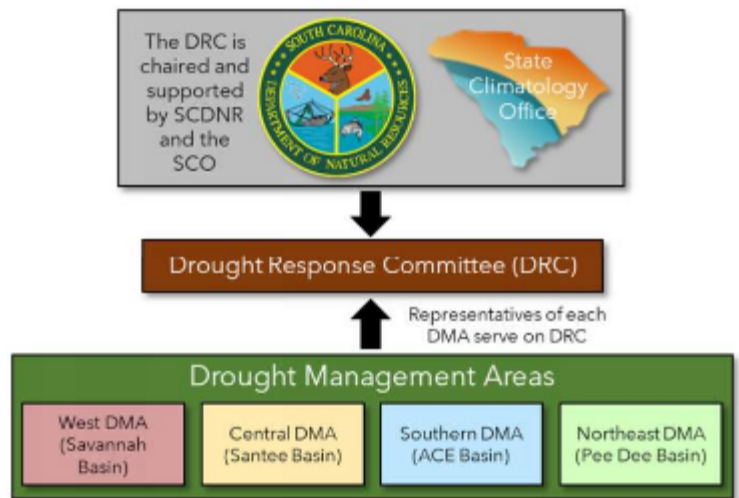 The DRC is
chaired and
supported
by SCDNR
and the
SCO
SOUTH CAROLINA
DEPARTMENT OF NATURAL RESOURCES
State
Climatology
Office
Drought Response Committee (DRC)
Representatives of each
DMA serve on DRC
Drought Management Areas
West DMA
(Savannah
Basin)
Central DMA
(Santee Basin)
Southern DMA
(ACE Basin)
Northeast DMA
(Pee Dee Basin)